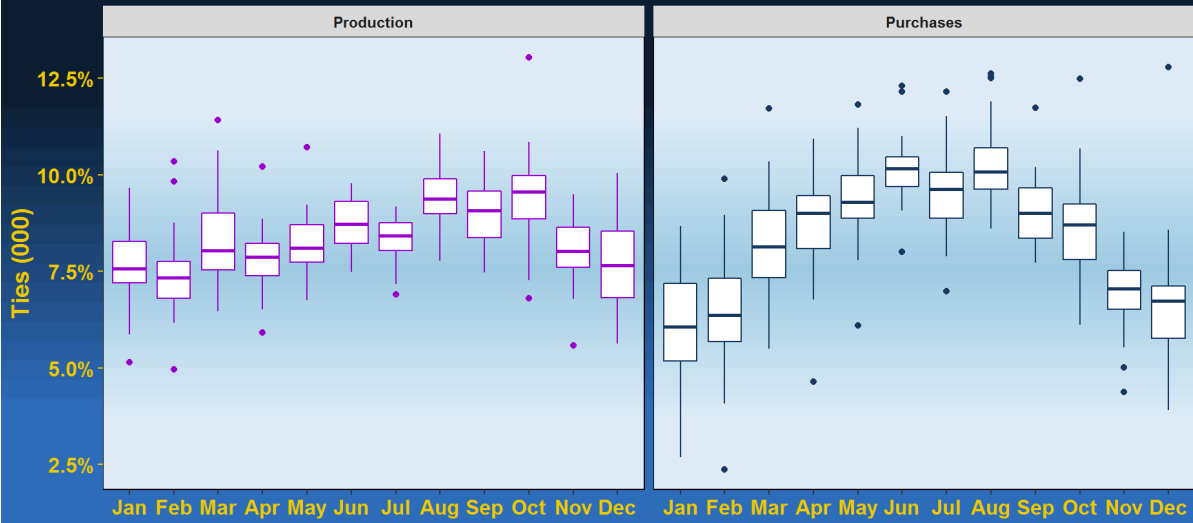 Production Purchases
Ties (000)
12.5%
10.0%
7.5%
5.0%
2.5%
Jan Feb Mar Apr May Jun Jul Aug Sep Oct Nov Dec Jan Feb Mar Apr May Jun Jul Aug Sep Oct Nov Dec